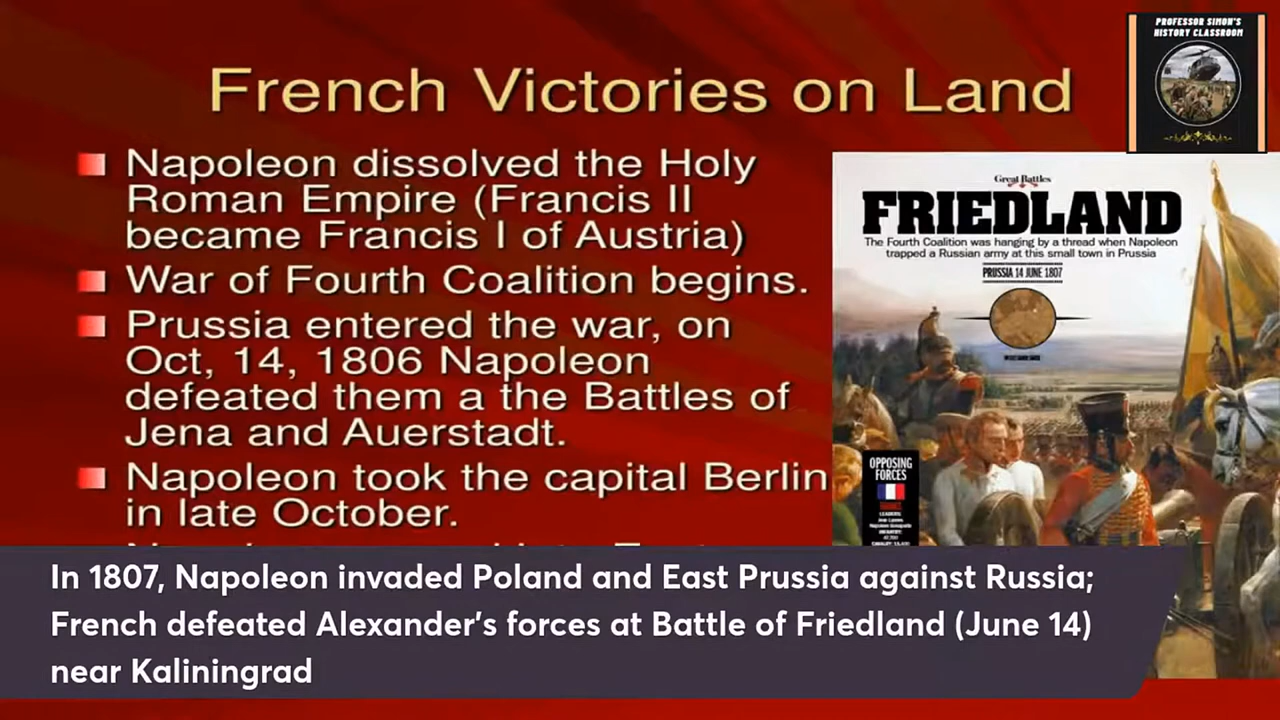 PROFESSOR SIMON'S
HISTORY CLASSROOM
French Victories on Land
Napoleon dissolved the Holy
Roman Empire (Francis II
became Francis I of Austria)
War of Fourth Coalition begins.
Prussia entered the war, on
Oct, 14, 1806 Napoleon
defeated them a the Battles of
Jena and Auerstadt.
Napoleon took the capital Berlin
in late October.
Great Battles
FRIEDLAND
The Fourth Coalition was hanging by a thread when Napoleon
trapped a Russian army at this small town in Prussia
PRUSSIA 14 JUNE 1807
OPPOSING
FORCES
In 1807, Napoleon invaded Poland and East Prussia against Russia;
French defeated Alexander's forces at Battle of Friedland (June 14)
near Kaliningrad